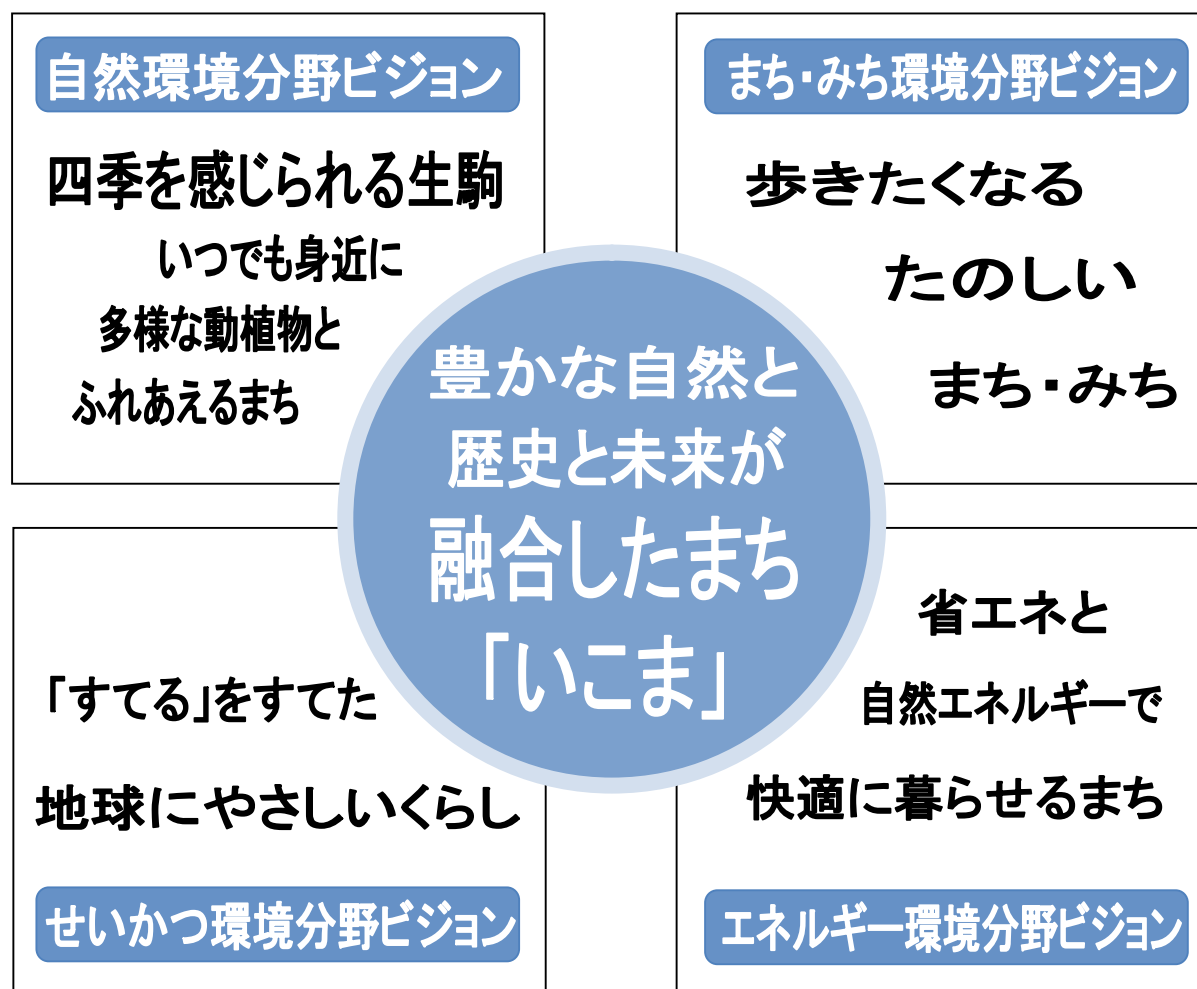 自然環境分野ビジョン
四季を感じられる生駒
いつでも身近に
多様な動植物と
ふれあえるまち
まち・みち環境分野ビジョン
歩きたくなる
たのしい
まち・みち
豊かな自然と
歴史と未来が
融合したまち
「いこま」
「すてる」をすてた
地球にやさしいくらし
せいかつ環境分野ビジョン
省エネと
自然エネルギーで
快適に暮らせるまち
エネルギー環境分野ビジョン